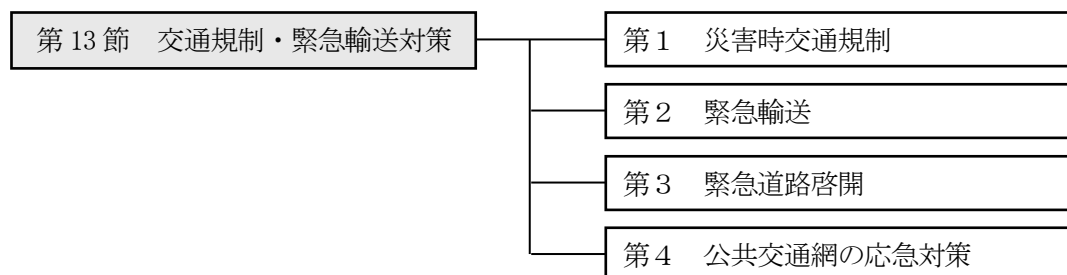 第13節　交通規制・緊急輸送対策
第１　災害時交通規制
第２　緊急輸送
第３　緊急道路啓開
第４　公共交通網の応急対策